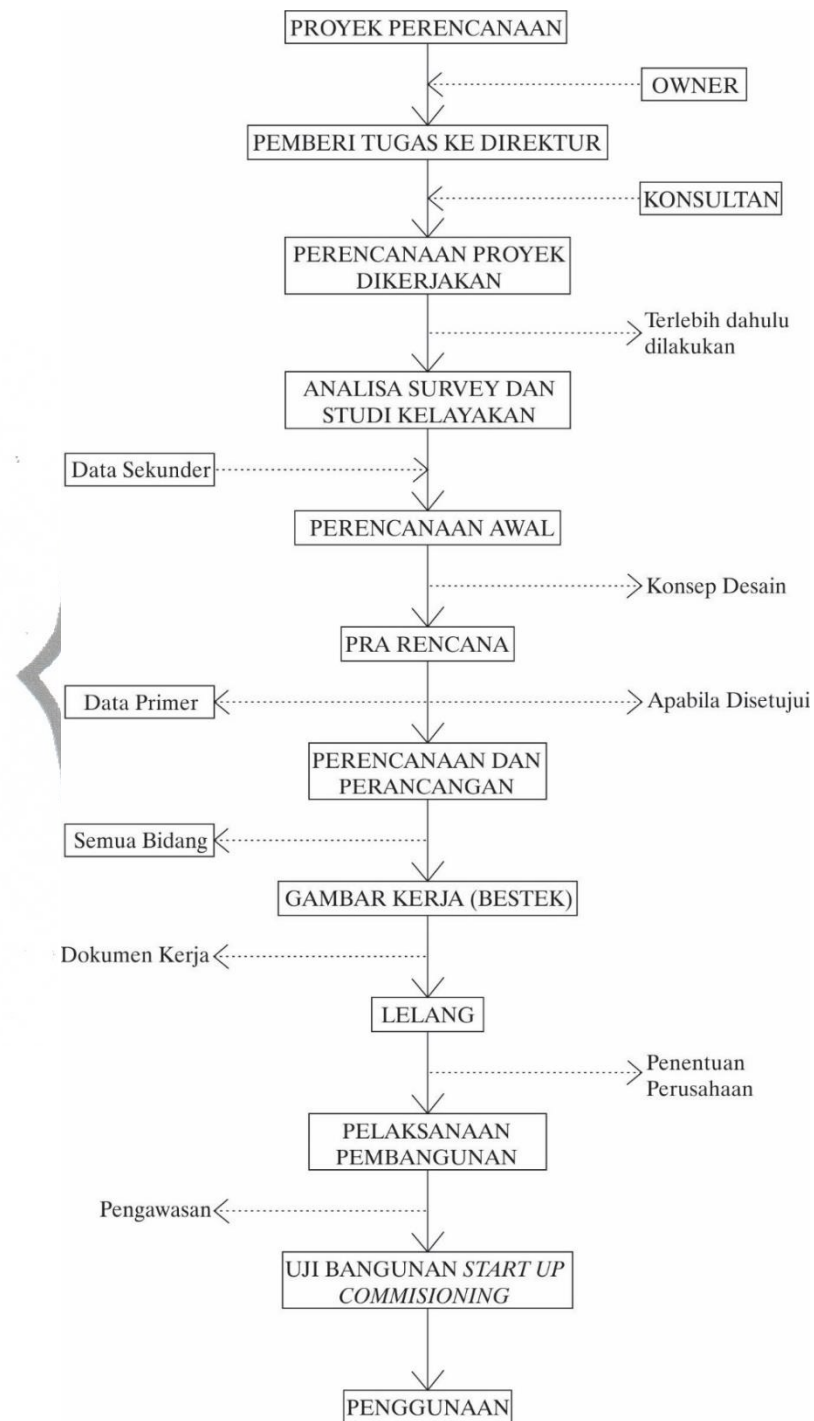 PROYEK PERENCANAAN
OWNER
PEMBERI TUGAS KE DIREKTUR
KONSULTAN
PERENCANAAN PROYEK
DIKERJAKAN
Terlebih dahulu
dilakukan
ANALISA SURVEY DAN
STUDI KELAYAKAN
Data Sekunder
PERENCANAAN AWAL
Konsep Desain
PRA RENCANA
Data Primer
Apabila Disetujui
PERENCANAAN DAN
PERANCANGAN
Semua Bidang
GAMBAR KERJA (BESTEK)
Dokumen Kerja
LELANG
Penentuan
Perusahaan
PELAKSANAAN
PEMBANGUNAN
Pengawasan
UJI BANGUNAN START UP
COMMISIONING
PENGGUNAAN